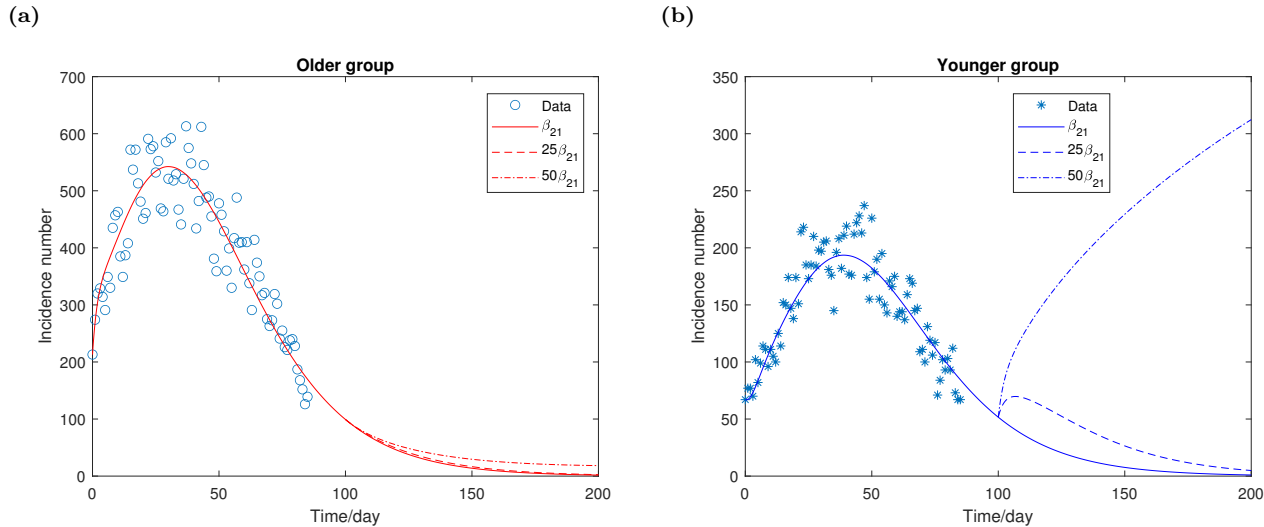 (a)
Older group
700
600
500
400
300
200
100
0
Incidence number
0 50 100 150 200
Time/day
Data
β21
25β21
50β21
(b)
Younger group
350
300
250
200
150
100
50
0
Incidence number
0 50 100 150 200
Time/day
Data
β21
25β21
50β21